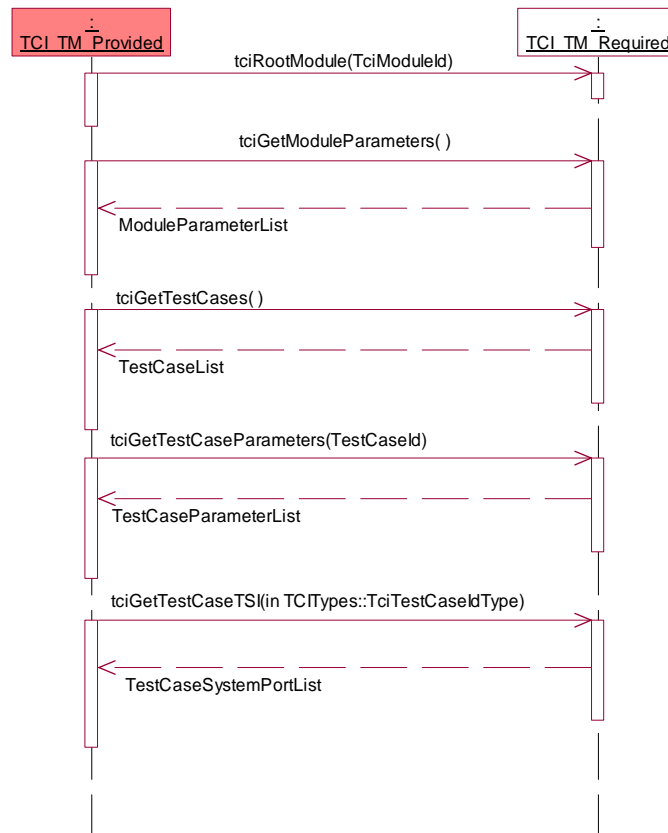 :
TCI_TM_Provided
:
TCI_TM_Required
tciRootModule(TciModuleId)
tciGetModuleParameters( )
ModuleParameterList
tciGetTestCases( )
TestCaseList
tciGetTestCaseParameters(TestCaseId)
TestCaseParameterList
tciGetTestCaseTSI(in TCITypes::TciTestCaseIdType)
TestCaseSystemPortList